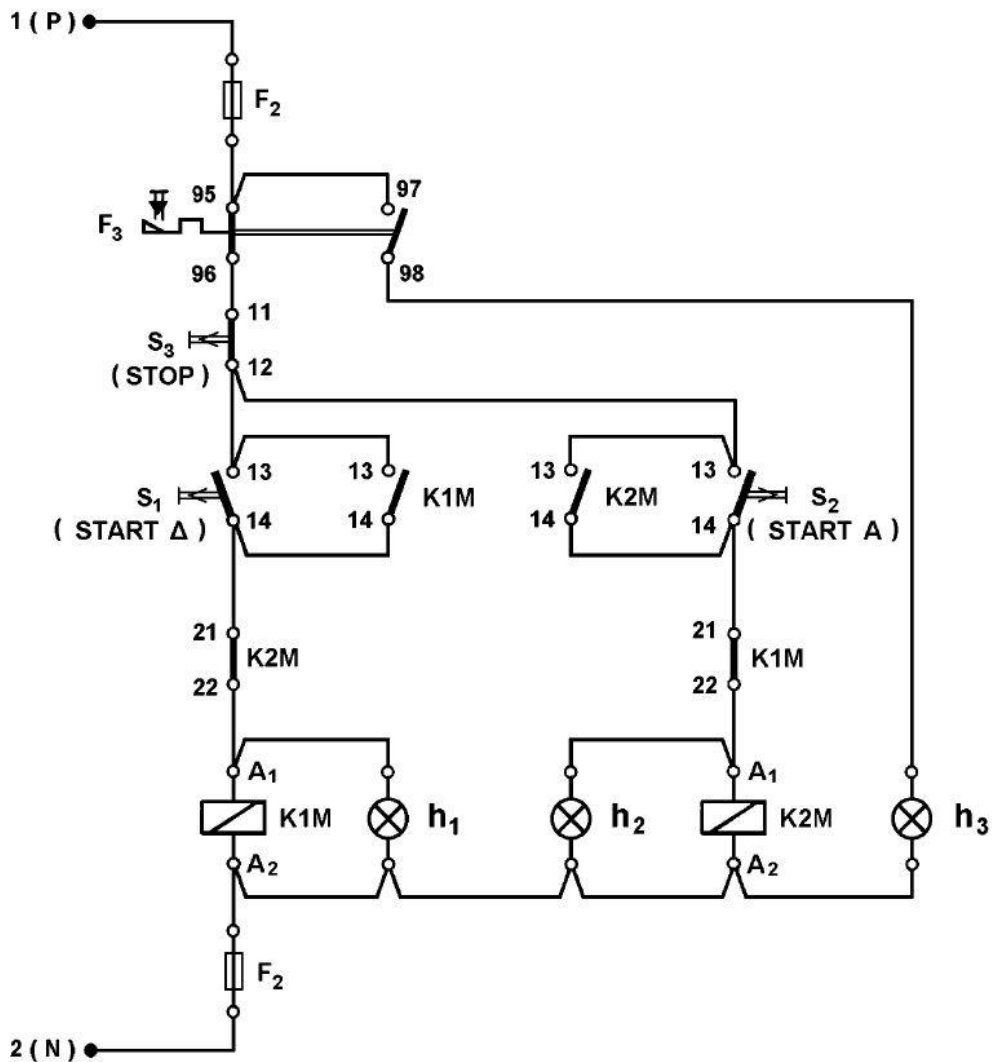 1 ( P )
F2
95
97
F3
96
98
11
S3
12
( STOP )
13
13
13
13
S1
K1M
K2M
S2
14
14
14
14
( START Δ )
( START A )
21
21
K2M
K1M
22
22
A1
A1
K1M
h1
h2
K2M
h3
A2
A2
F2
2 ( N )